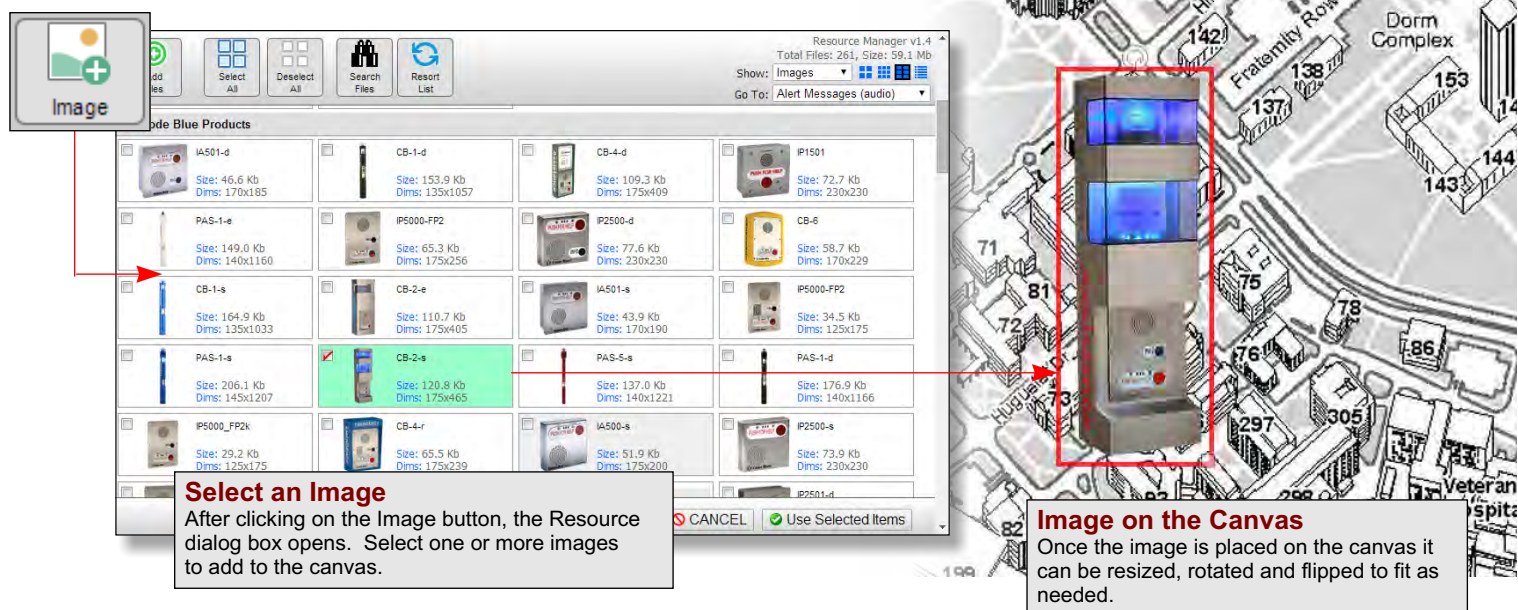 Image
Add
Files
Select
All
Deselect
All
Search
Files
Resort
List
Resource Manager v1.4
Total Files: 261, Size: 59.1 Mb
Show: Images
Go To: Alert Messages (audio)
ode Blue Products
IA501-d
Size: 46.6 Kb
Dims: 170x185
CB-1-d
Size: 153.9 Kb
Dims: 135x1057
CB-4-d
Size: 109.3 Kb
Dims: 175x409
IP1501
Size: 72.7 Kb
Dims: 230x230
PAS-1-e
Size: 149.0 Kb
Dims: 140x1160
IP5000-FP2
Size: 65.3 Kb
Dims: 175x256
IP2500-d
Size: 77.6 Kb
Dims: 230x230
CB-6
Size: 58.7 Kb
Dims: 170x229
CB-1-s
Size: 164.9 Kb
Dims: 135x1033
CB-2-e
Size: 110.7 Kb
Dims: 175x405
IA501-s
Size: 43.9 Kb
Dims: 170x190
IP5000-FP2
Size: 34.5 Kb
Dims: 125x175
PAS-1-s
Size: 206.1 Kb
Dims: 145x1207
CB-2-s
Size: 120.8 Kb
Dims: 175x465
PAS-5-s
Size: 137.0 Kb
Dims: 140x1221
PAS-1-d
Size: 176.9 Kb
Dims: 140x1166
IP5000_FP2k
Size: 29.2 Kb
Dims: 125x175
CB-4-r
Size: 65.5 Kb
Dims: 175x239
IA500-s
Size: 51.9 Kb
Dims: 175x200
IP2500-s
Size: 73.9 Kb
Dims: 230x230
IP2501-d
CANCEL
Use Selected Items
Select an Image
After clicking on the Image button, the Resource
dialog box opens. Select one or more images
to add to the canvas.
Dorm
Complex
Fraternity Row
142
138
137
153
14
144
143
71
81
72
73
75
78
76
86
297
305
298
93
82
199
Veteran
Image on the Canvas
Once the image is placed on the canvas it
can be resized, rotated and flipped to fit as
needed.